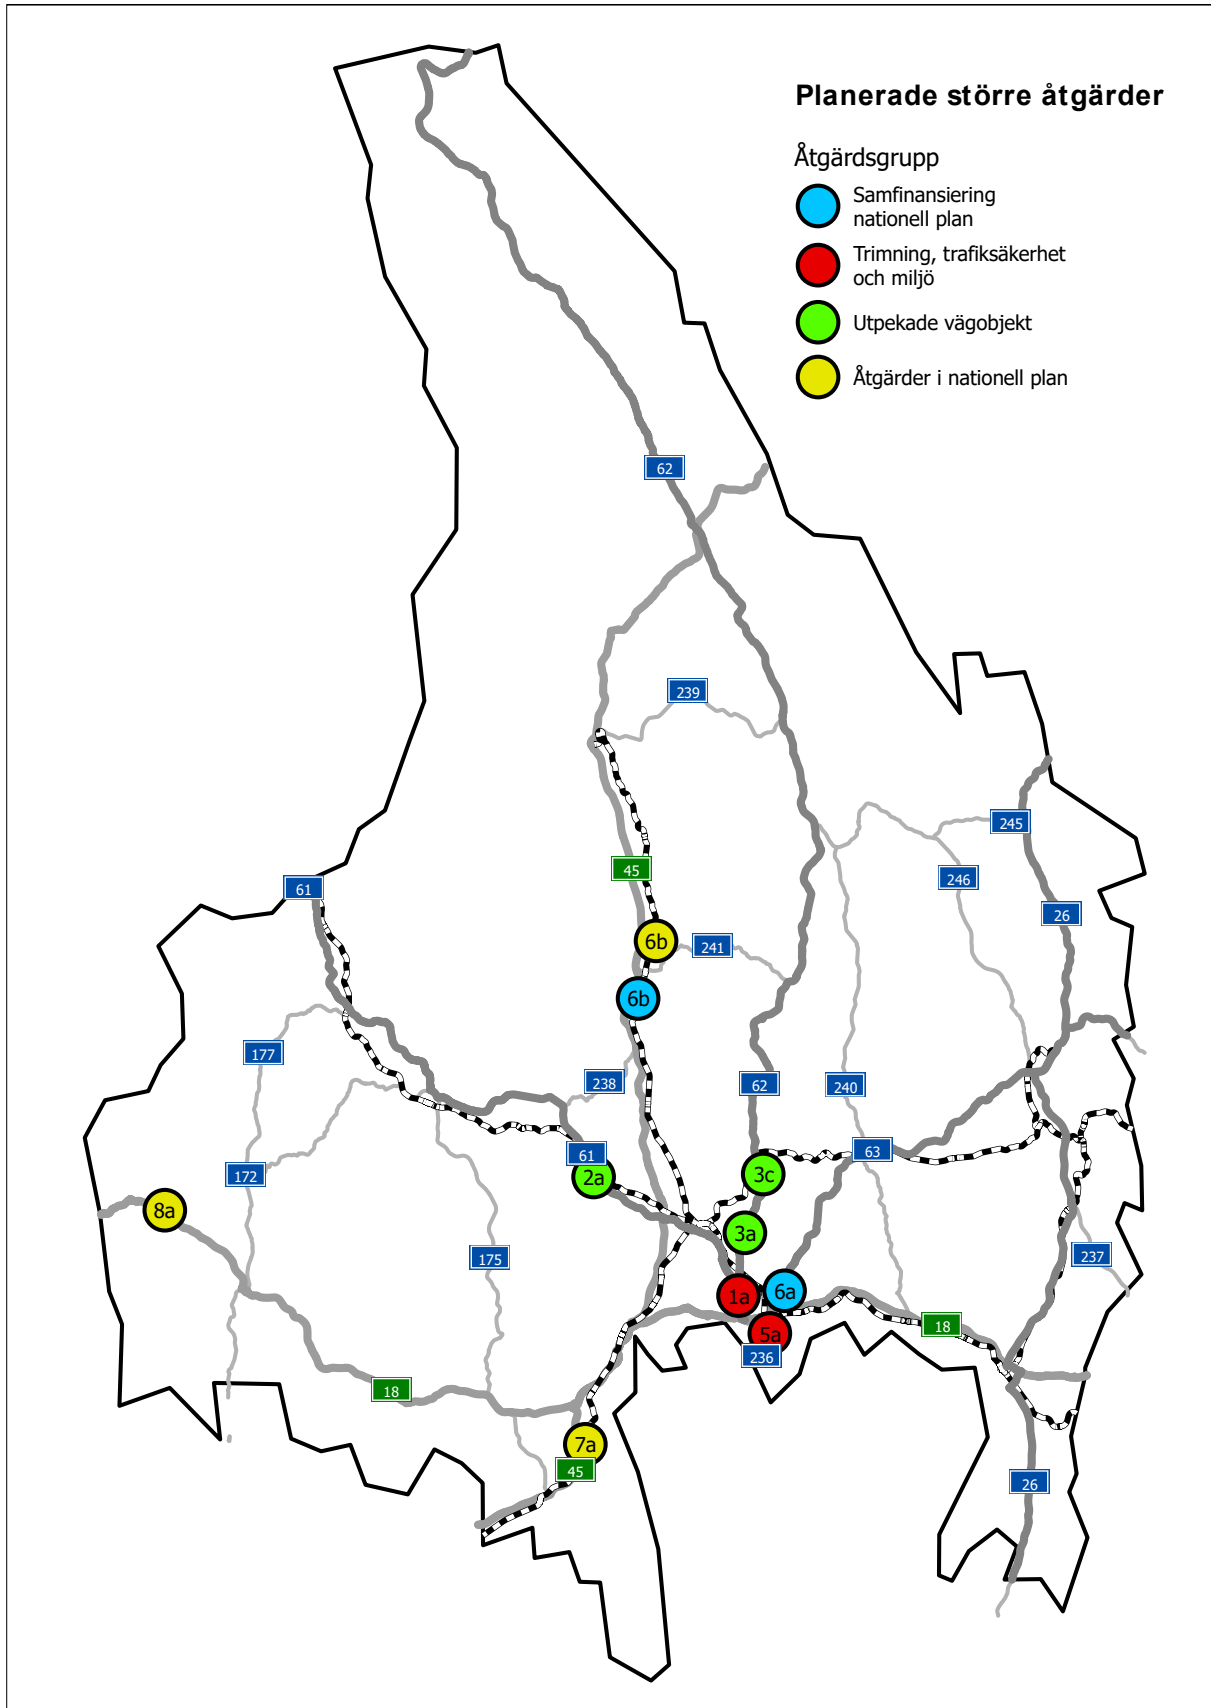 Planerade större åtgärder
Åtgärdsgrupp
Samfinansiering
nationell plan
Trimning, trafiksäkerhet
och miljö
Utpekade vägobjekt
Åtgärder i nationell plan
62
239
245
45
246
61
26
6b
241
6b
177
238
62
240
63
61
172
2a
3c
8a
3a
175
237
1a
6a
18
5a
236
18
7a
45
26